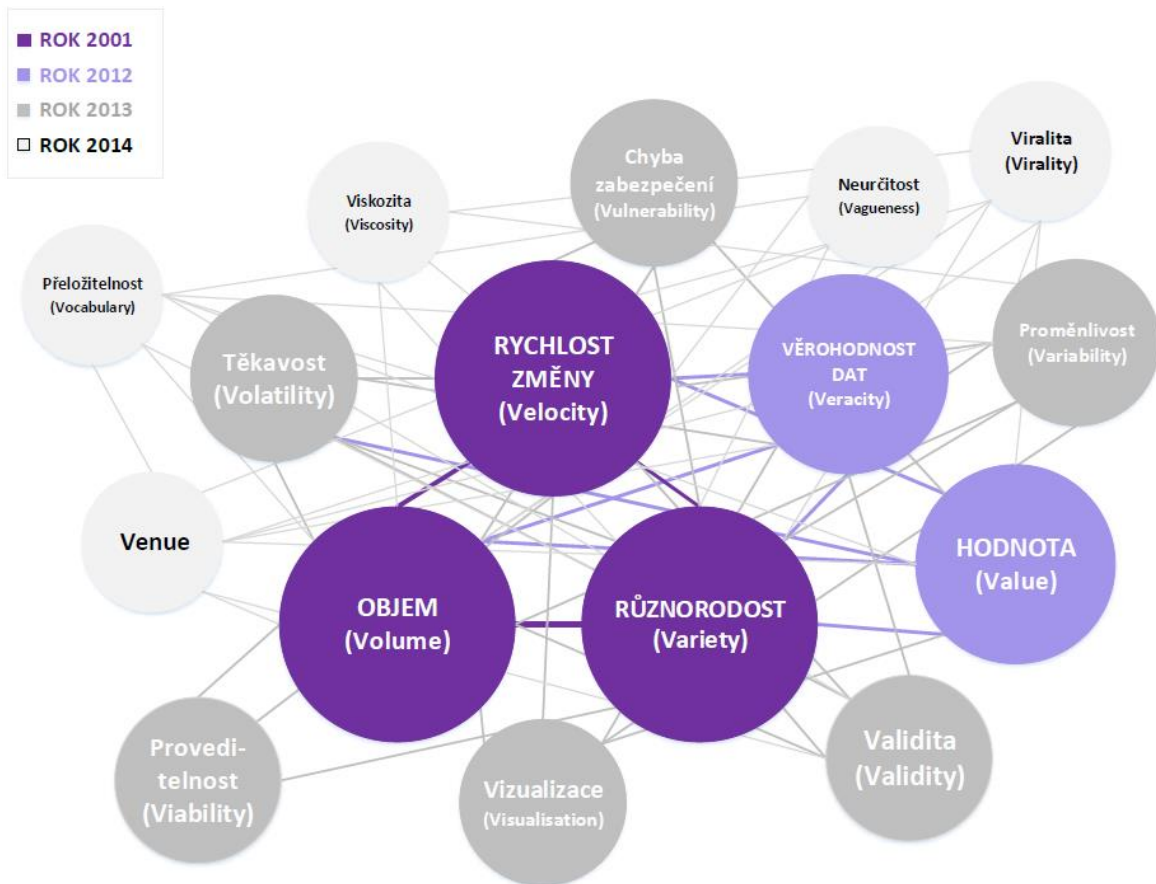 ROK 2001
ROK 2012
ROK 2013
ROK 2014
Viralita
(Virality)
Chyba
zabezpečení
(Vulnerability)
Neurčitost
(Vagueness)
Viskozita
(Viscosity)
Přeložitelnost
(Vocabulary)
Těkavost
(Volatility)
RYCHLOST
ZMĚNY
(Velocity)
VĚROHODNOST
DAT
(Veracity)
Proměnlivost
(Variability)
Venue
OBJEM
(Volume)
RŮZNORODOST
(Variety)
HODNOTA
(Value)
Provedi-
telnost
(Viability)
Vizualizace
(Visualisation)
Validita
(Validity)